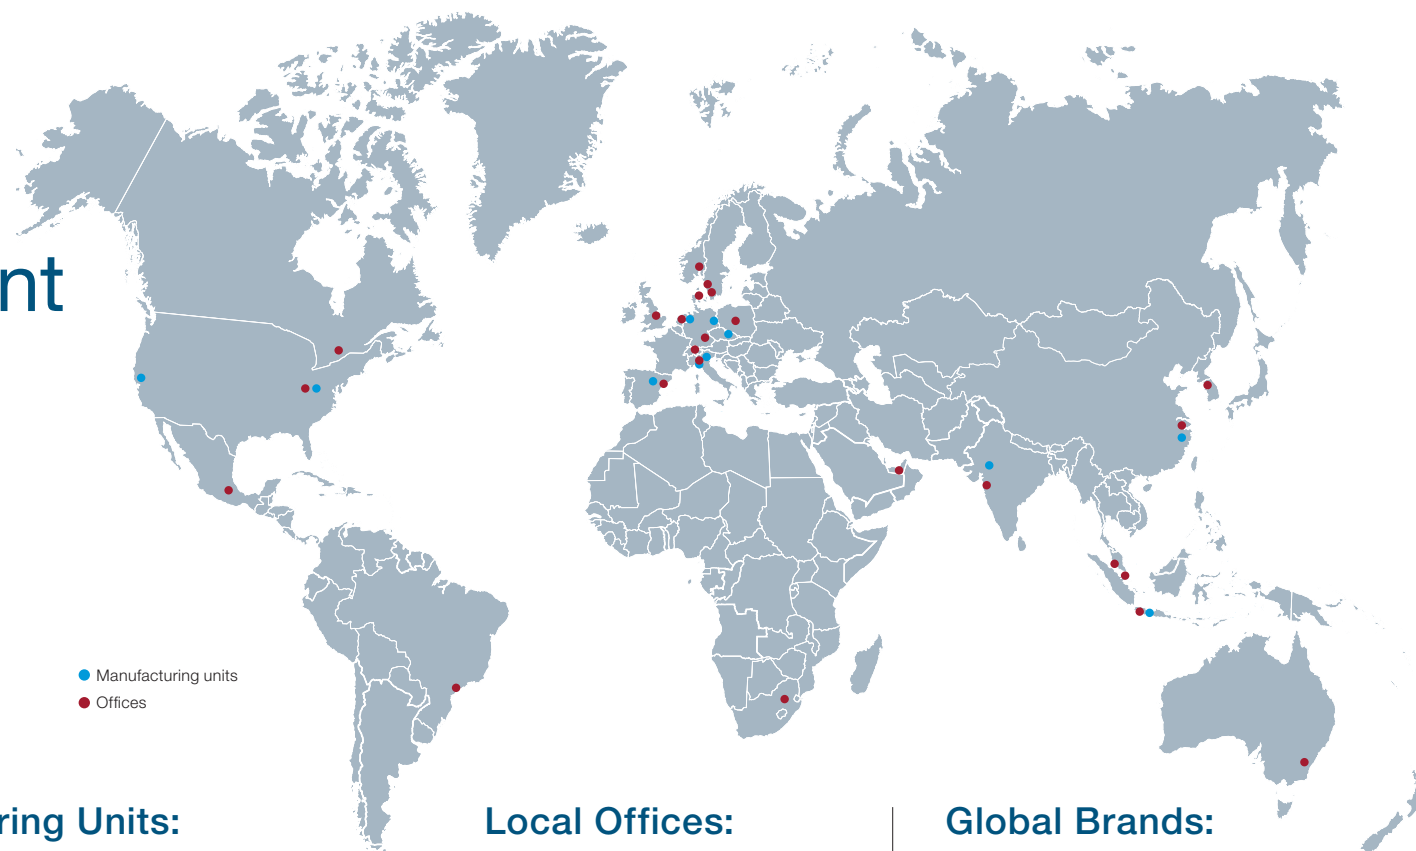 nt
Manufacturing units
Offices
ring Units:
Local Offices:
Global Brands: